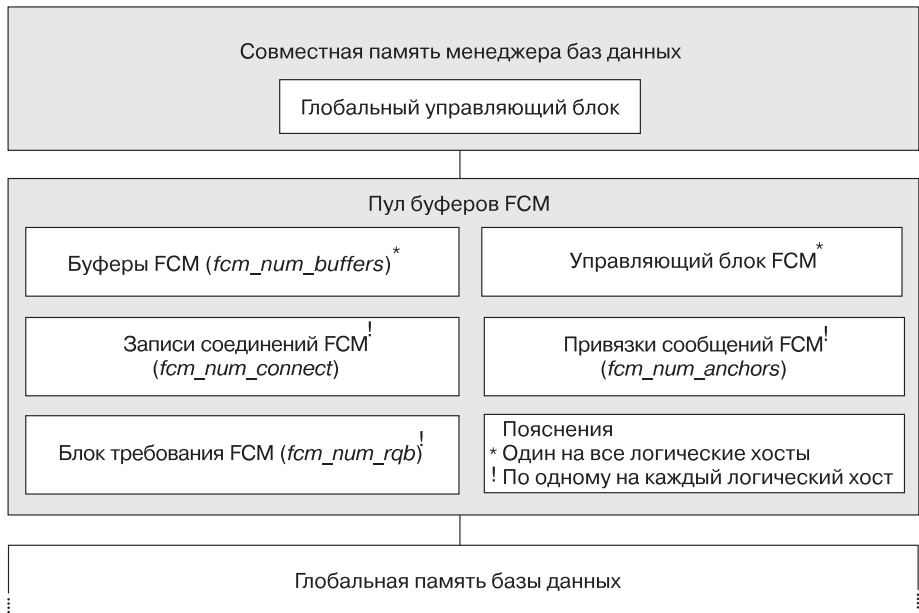 Совместная память менеджера баз данных
Глобальный управляющий блок
Пул буферов FCM
Буферы FCM (fcm_num_buffers)*
Управляющий блок FCM*
Записи соединений FCM!
(fcm_num_connect)
Привязки сообщений FCM!
(fcm_num_anchors)
Блок требования FCM (fcm_num_rqb)!
Пояснения
* Один на все логические хосты
! По одному на каждый логический хост
Глобальная память базы данных